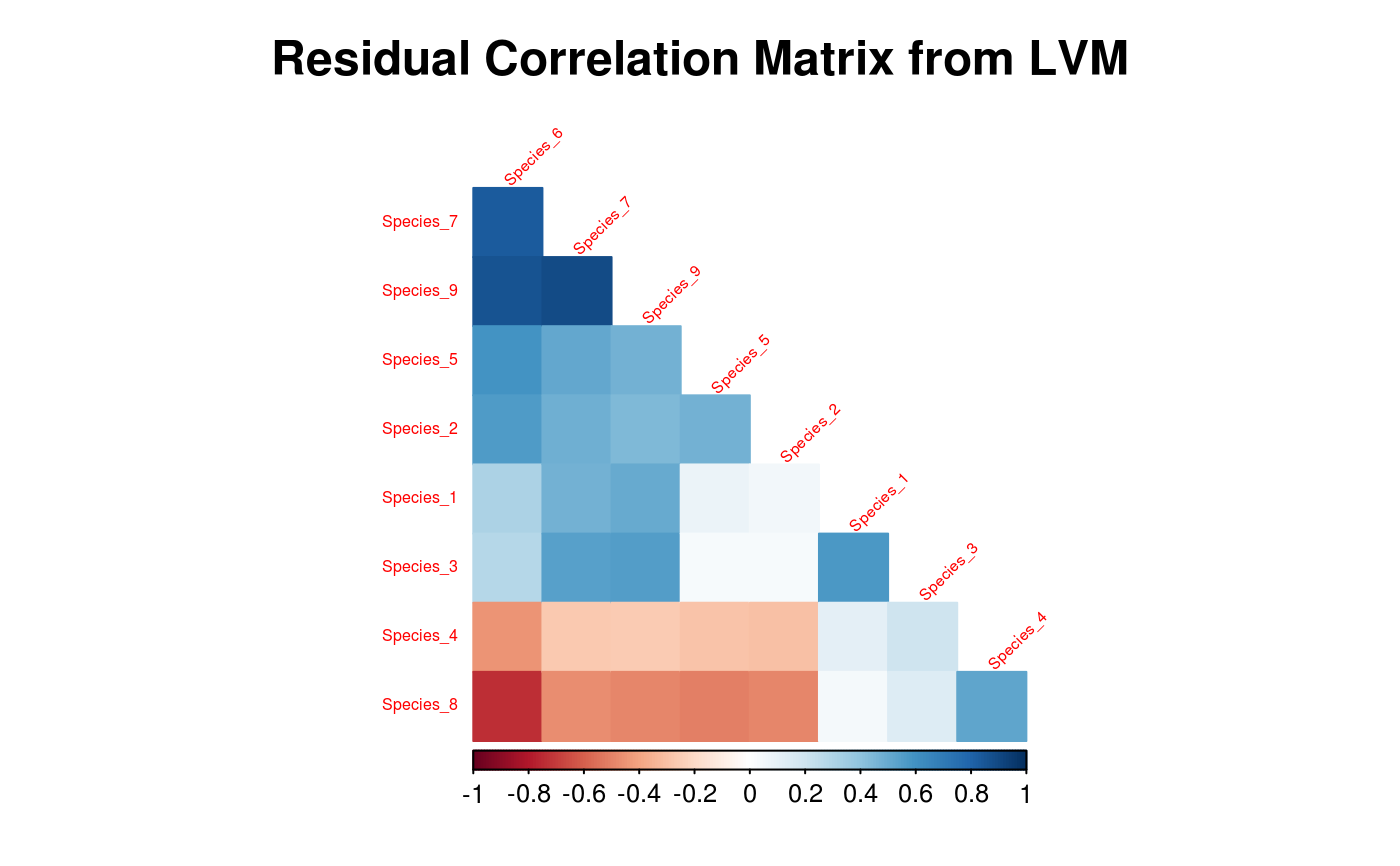 Residual Correlation Matrix from LVM
Species_6
Species_7
Species_7
Species_9
Species_9
Species_5
Species_5
Species_2
Species_2
Species_1
Species_1
Species_3
Species_3
Species_4
Species_4
Species_8
-1 -0.8 -0.6 -0.4 -0.2 0 0.2 0.4 0.6 0.8 1